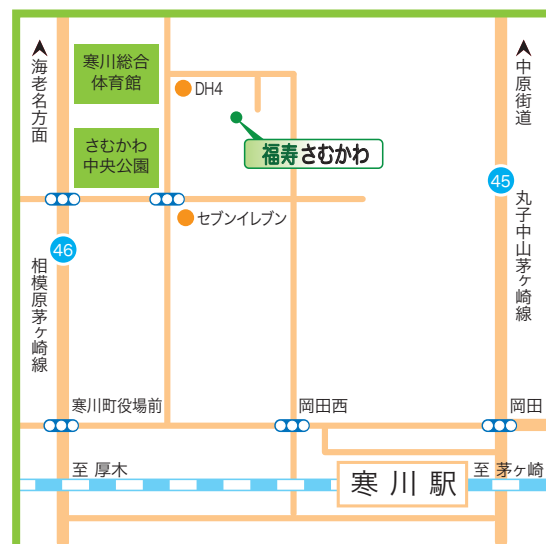 海老名方面
寒川総合
体育館
DH4
中原街道
さむかわ
中央公園
福寿さむかわ
45
セブンイレブン
丸子中山茅ヶ崎線
46
相模原茅ヶ崎線
寒川町役場前
岡田西
岡田
至 厚木
寒川駅
至 茅ヶ崎